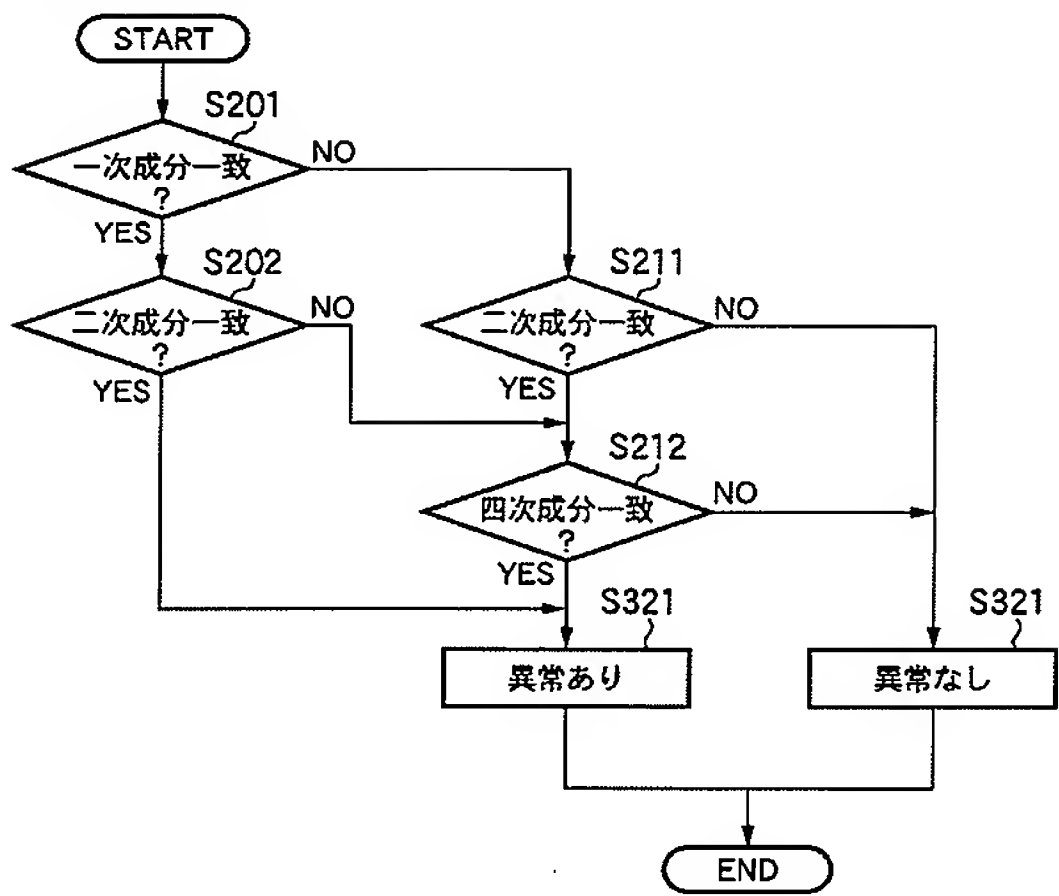 START
S201
一次成分一致
?
NO
YES
S202
二次成分一致
?
NO
YES
S211
二次成分一致
?
NO
YES
S212
四次成分一致
?
NO
YES
S321
異常あり
S321
異常なし
END